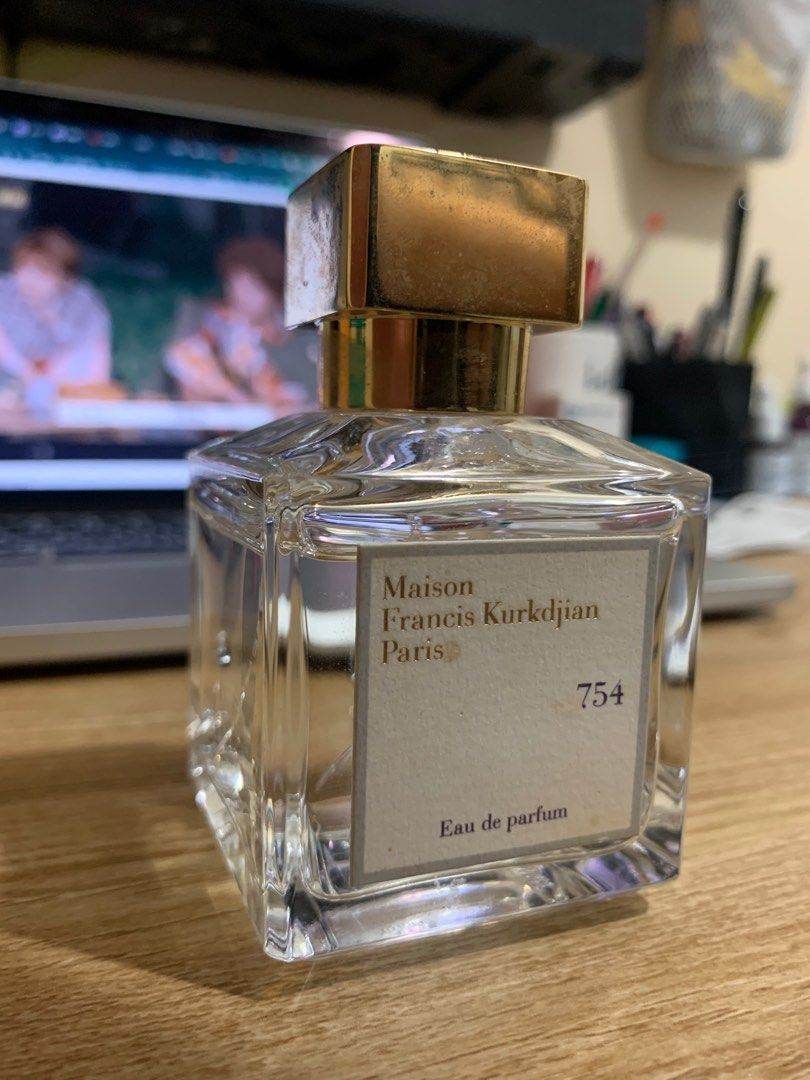 Maison
Francis Kurkdjian
Paris
754
Eau de parfum